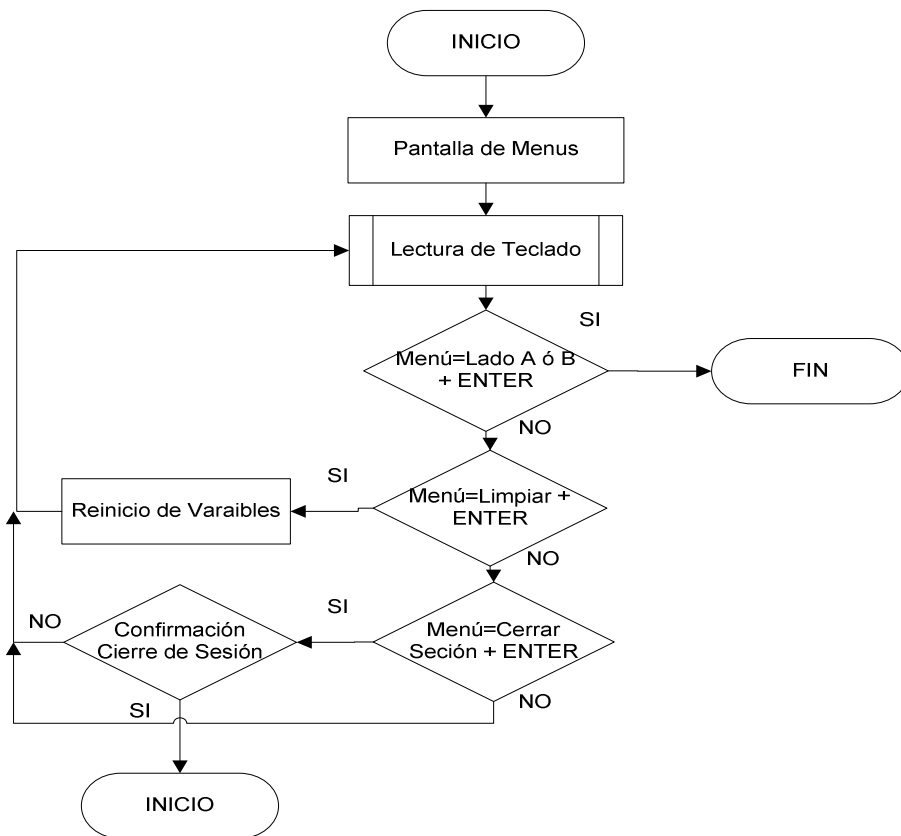 INICIO
Pantalla de Menus
Lectura de Teclado
SI
Menú=Lado A ó B
+ ENTER
FIN
NO
SI
Menú=Limpiar +
ENTER
Reinicio de Varaibles
NO
SI
NO
Confirmación
Cierre de Sesión
Menú=Cerrar
Seción + ENTER
NO
SI
INICIO